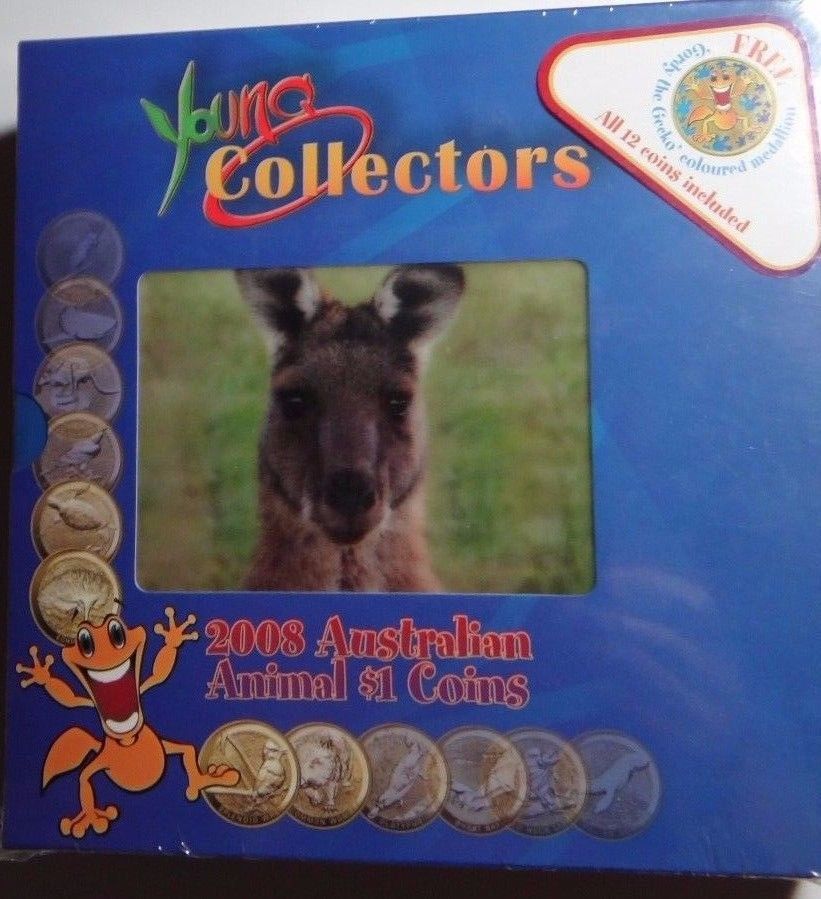 Young
Collectors
FREE
'Gordy the Gecko' coloured medallion
All 12 coins included
2008 Australian
Animal $1 Coins